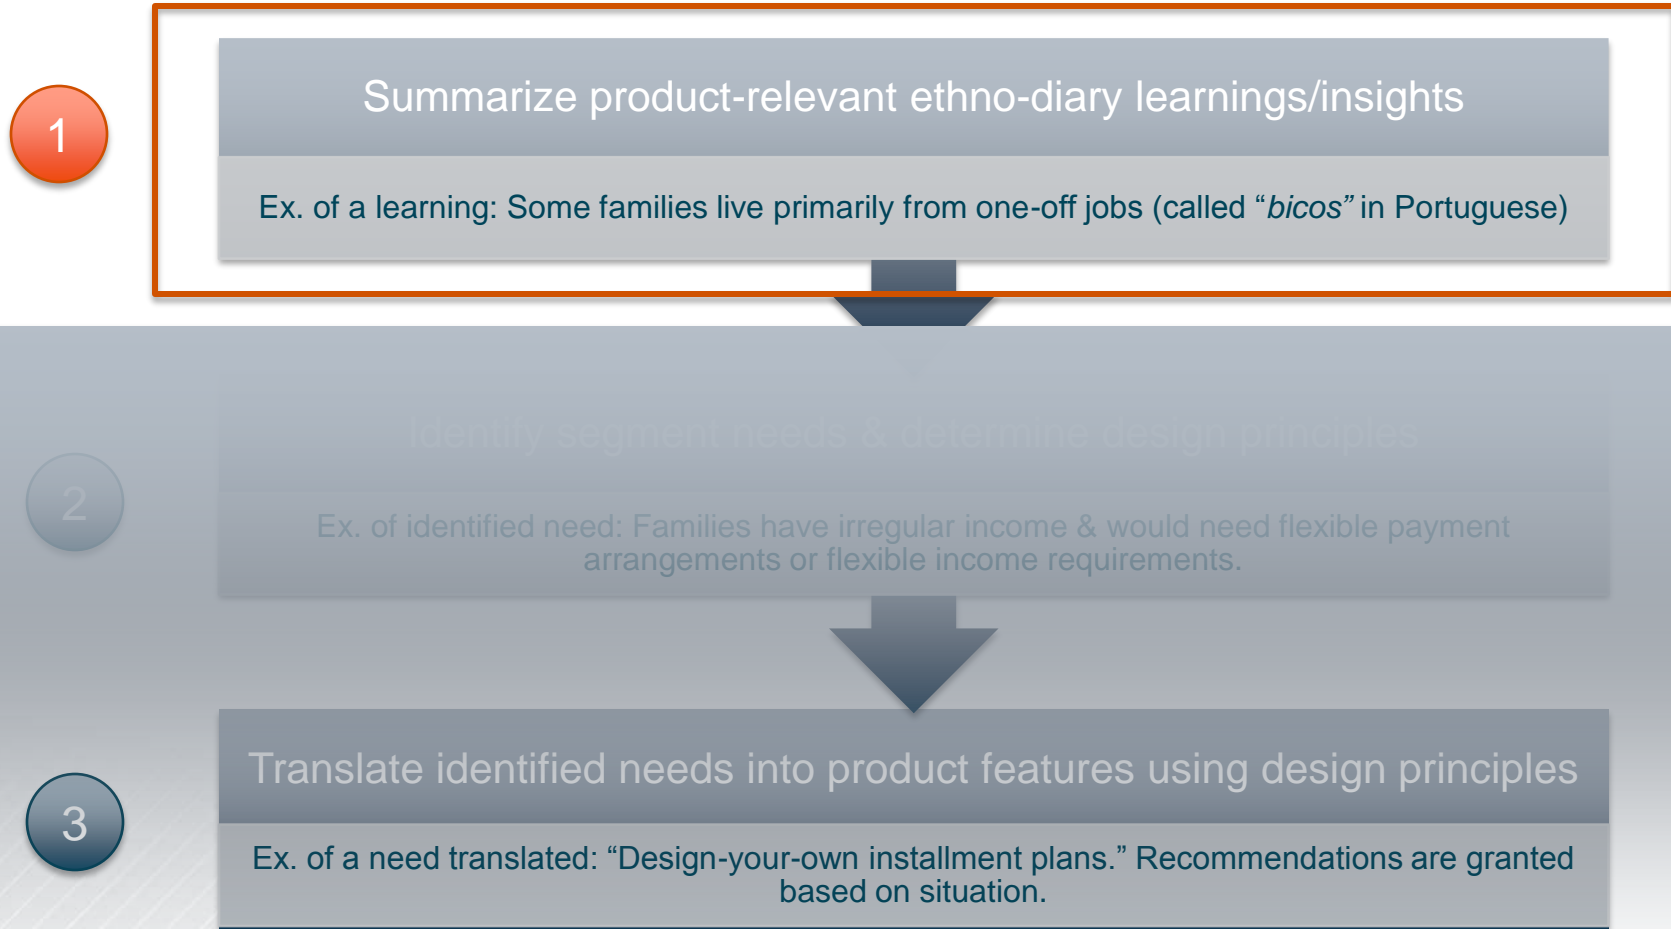 1
Summarize product-relevant ethno-diary learnings/insights
Ex. of a learning: Some families live primarily from one-off jobs (called “bicos” in Portuguese)
2
Identify segment needs & determine design principles
Ex. of identified need: Families have irregular income & would need flexible payment
arrangements or flexible income requirements.
3
Translate identified needs into product features using design principles
Ex. of a need translated: “Design-your-own installment plans.” Recommendations are granted
based on situation.